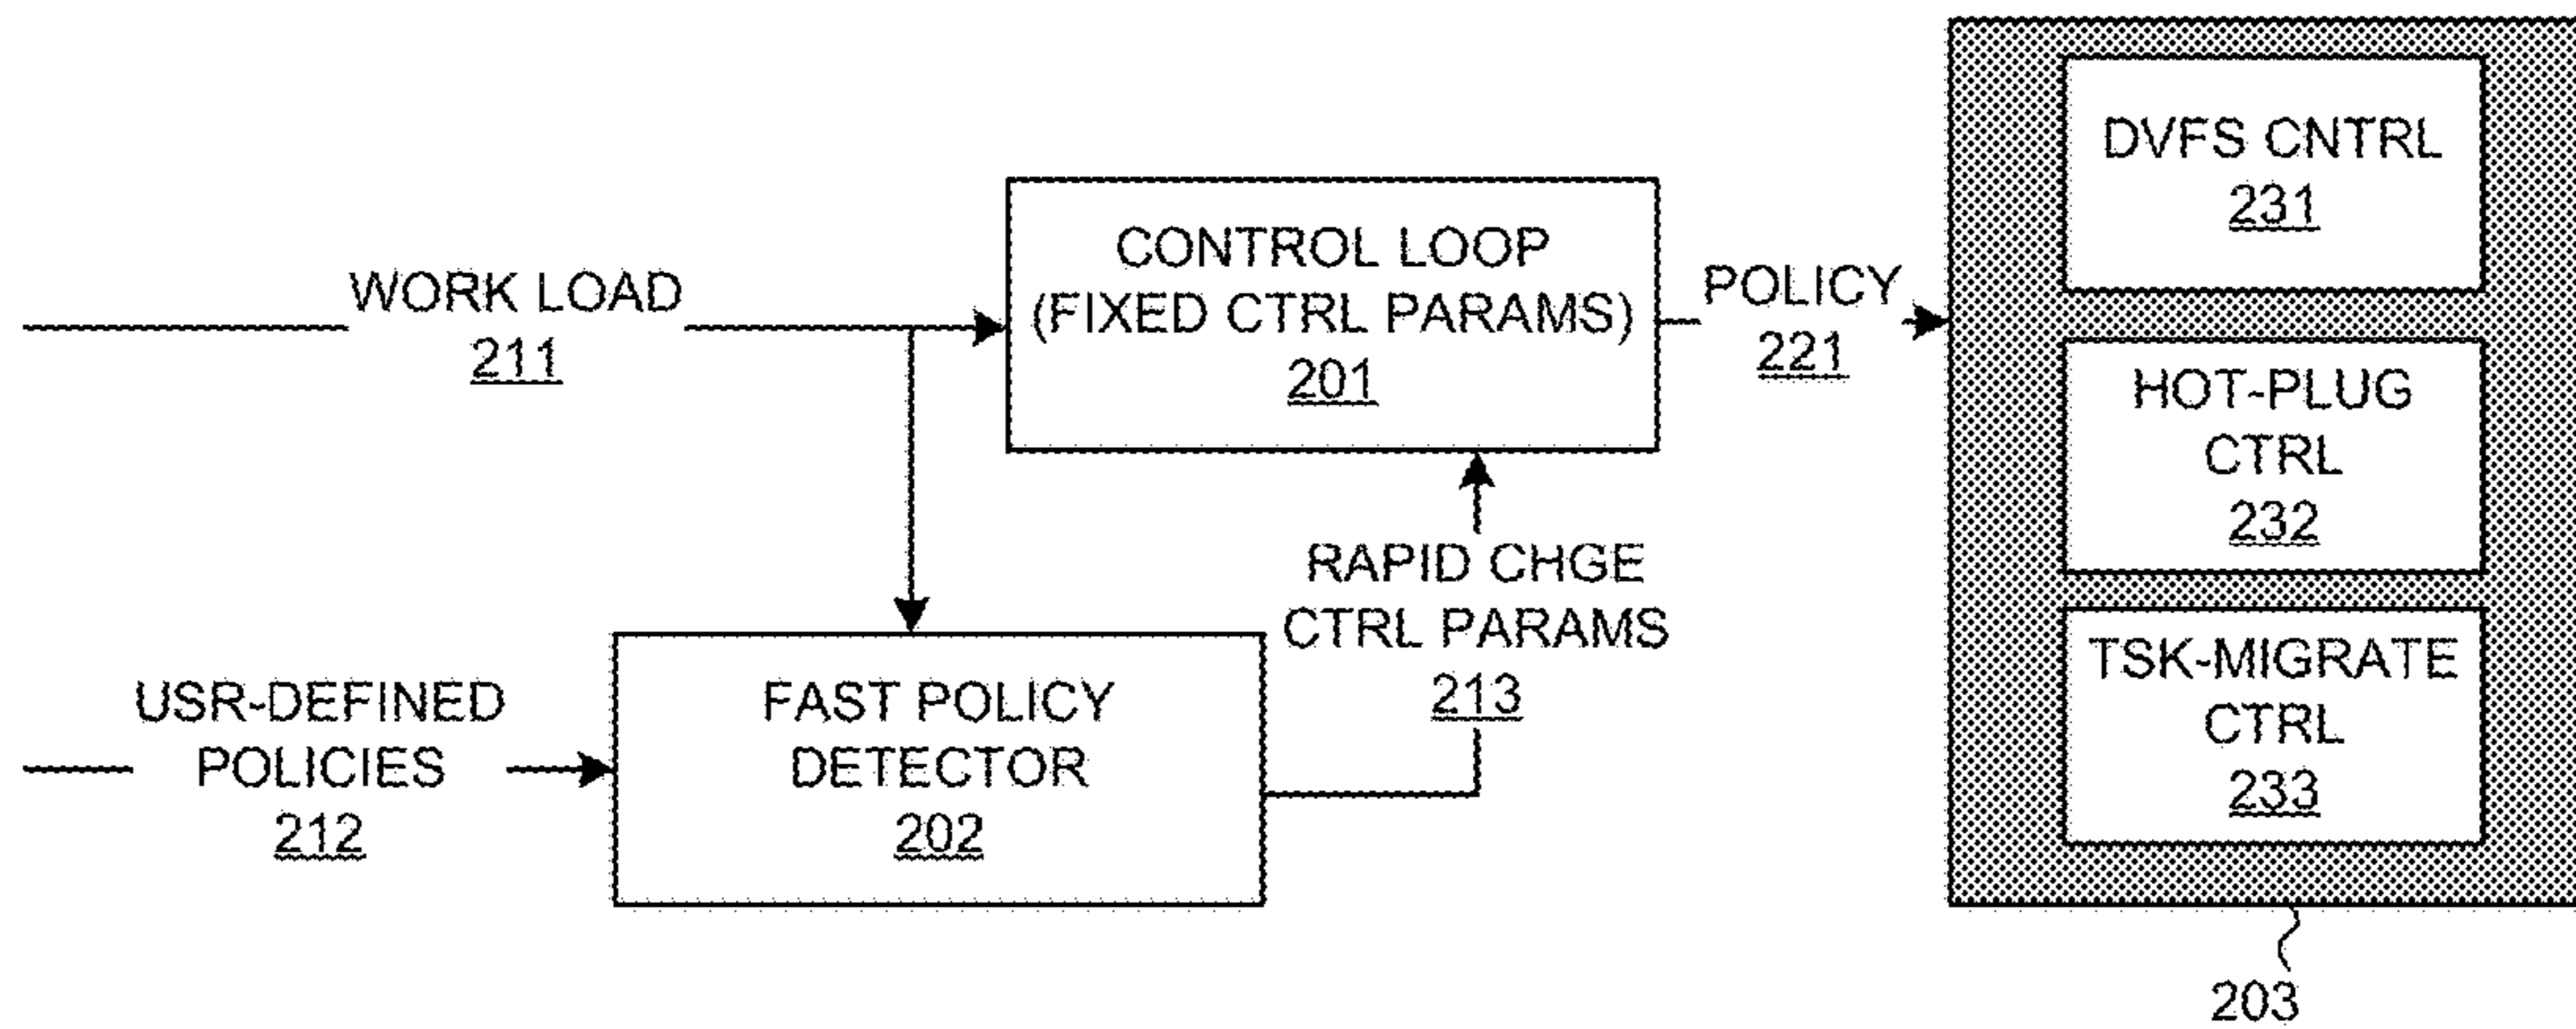 WORK LOAD
211
USR-DEFINED
POLICIES
212
CONTROL LOOP
(FIXED CTRL PARAMS)
201
FAST POLICY
DETECTOR
202
RAPID CHGE
CTRL PARAMS
213
POLICY
221
DVFS CNTRL
231
HOT-PLUG
CTRL
232
TSK-MIGRATE
CTRL
233
203